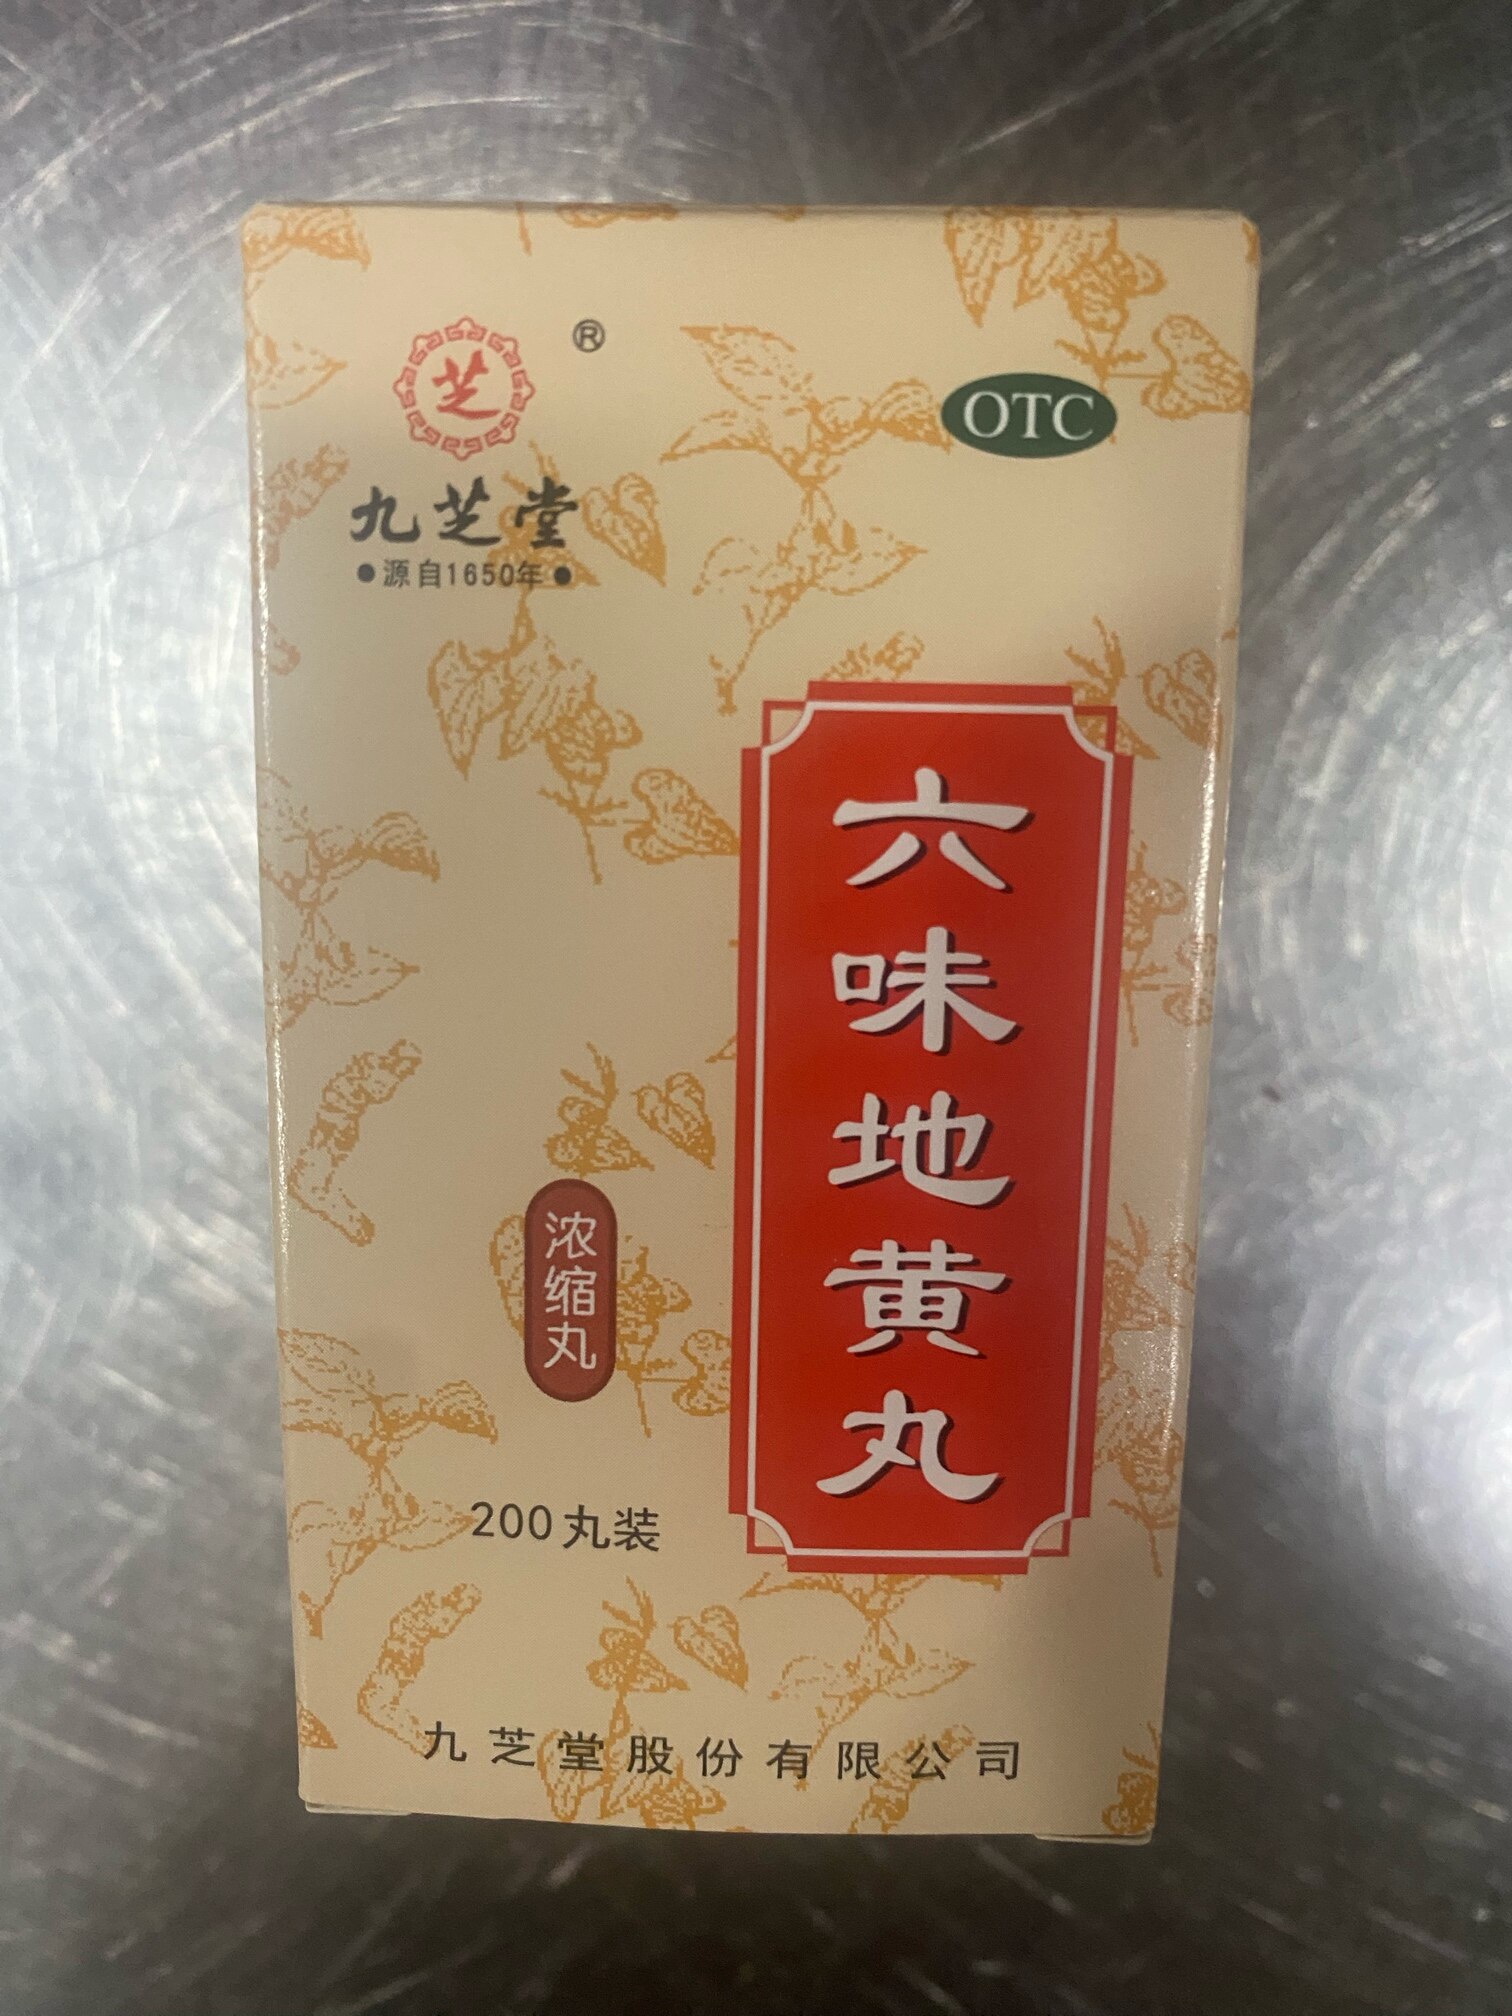 芝
®
九芝堂
●源自1650年●
OTC
六味地黄丸
浓缩丸
200丸装
九芝堂股份有限公司